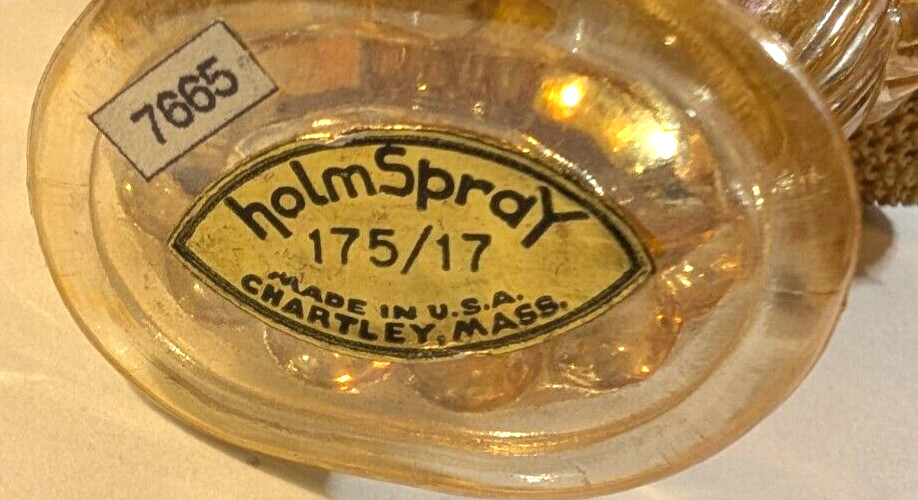 7665
holmSpraY
175/17
MADE IN U.S.A.
CHARTLEY, MASS.